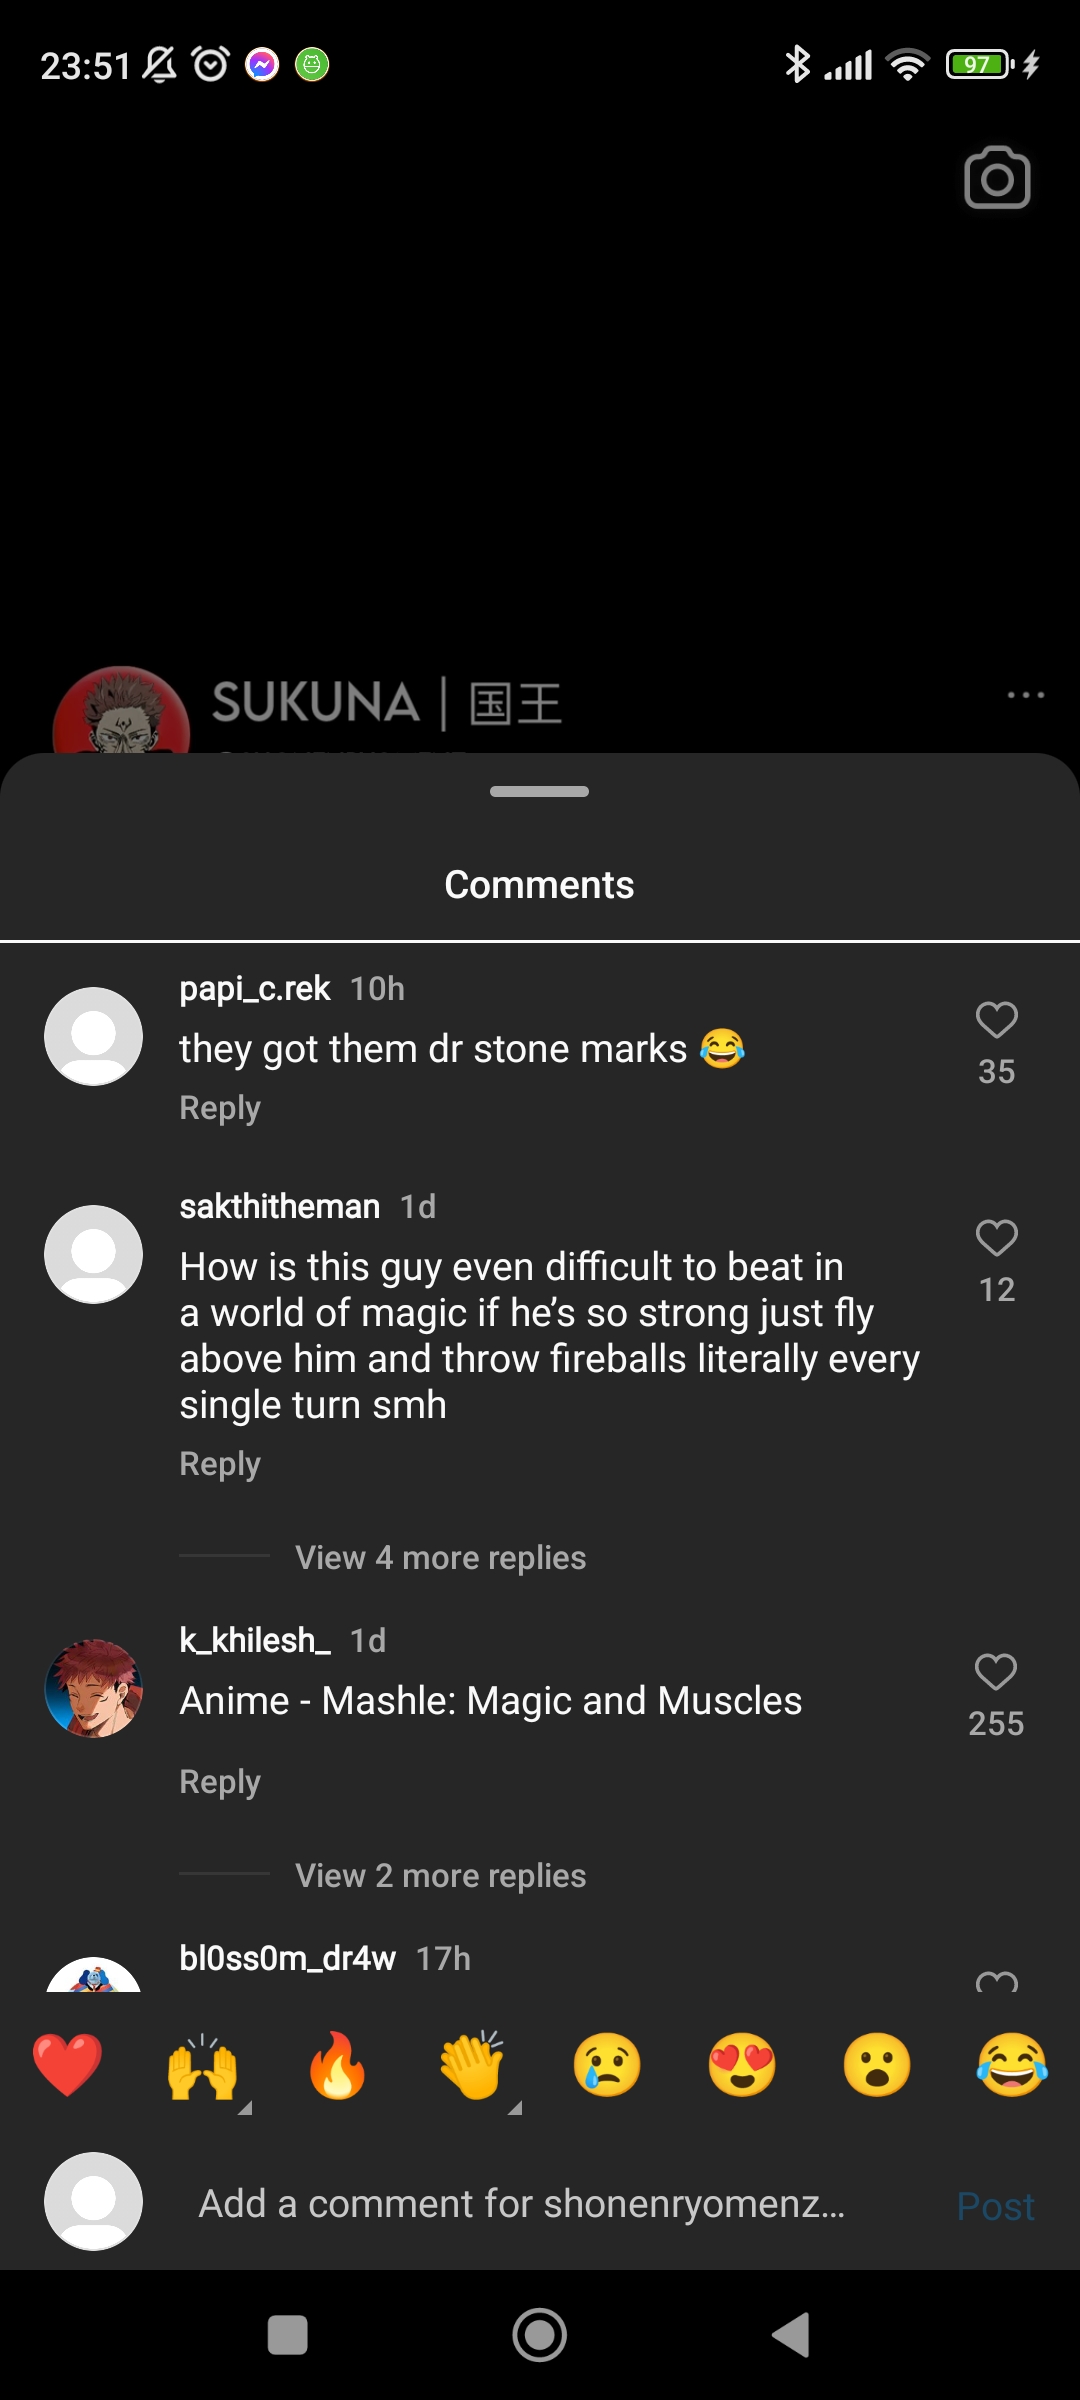 23:51
97
SUKUNA | 国王
Comments
papi_c.rek 10h
they got them dr stone marks 😂
35
Reply
sakthitheman 1d
How is this guy even difficult to beat in
a world of magic if he’s so strong just fly
above him and throw fireballs literally every
single turn smh
12
Reply
View 4 more replies
k_khilesh_ 1d
Anime - Mashle: Magic and Muscles
255
Reply
View 2 more replies
bl0ss0m_dr4w 17h
❤️ 🙌 🔥 👏 😢 😍 😮 😂
Add a comment for shonenryomenz...
Post